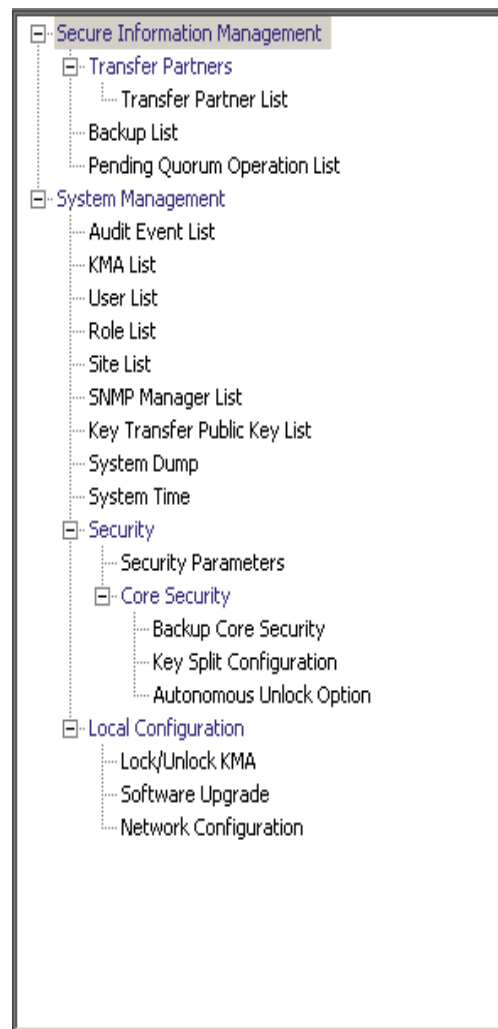 Secure Information Management
Transfer Partners
Transfer Partner List
Backup List
Pending Quorum Operation List
System Management
Audit Event List
KMA List
User List
Role List
Site List
SNMP Manager List
Key Transfer Public Key List
System Dump
System Time
Security
Security Parameters
Core Security
Backup Core Security
Key Split Configuration
Autonomous Unlock Option
Local Configuration
Lock/Unlock KMA
Software Upgrade
Network Configuration